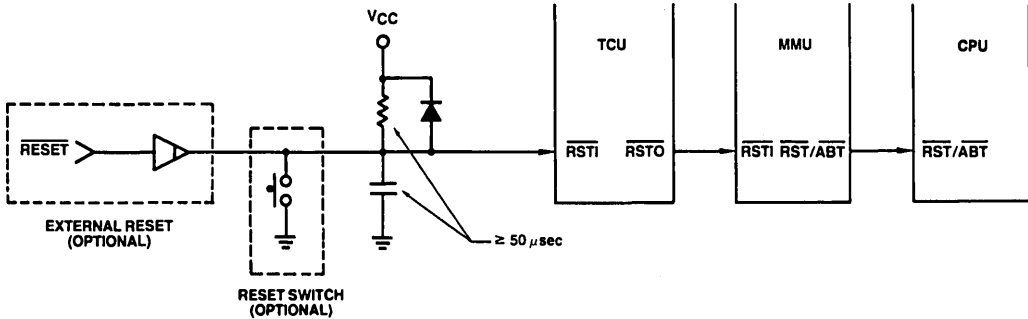 VCC
TCU
MMU
CPU
RESET
RSTI RSTO
RSTI RST/ABT
RST/ABT
EXTERNAL RESET
(OPTIONAL)
≥ 50 μsec
RESET SWITCH
(OPTIONAL)